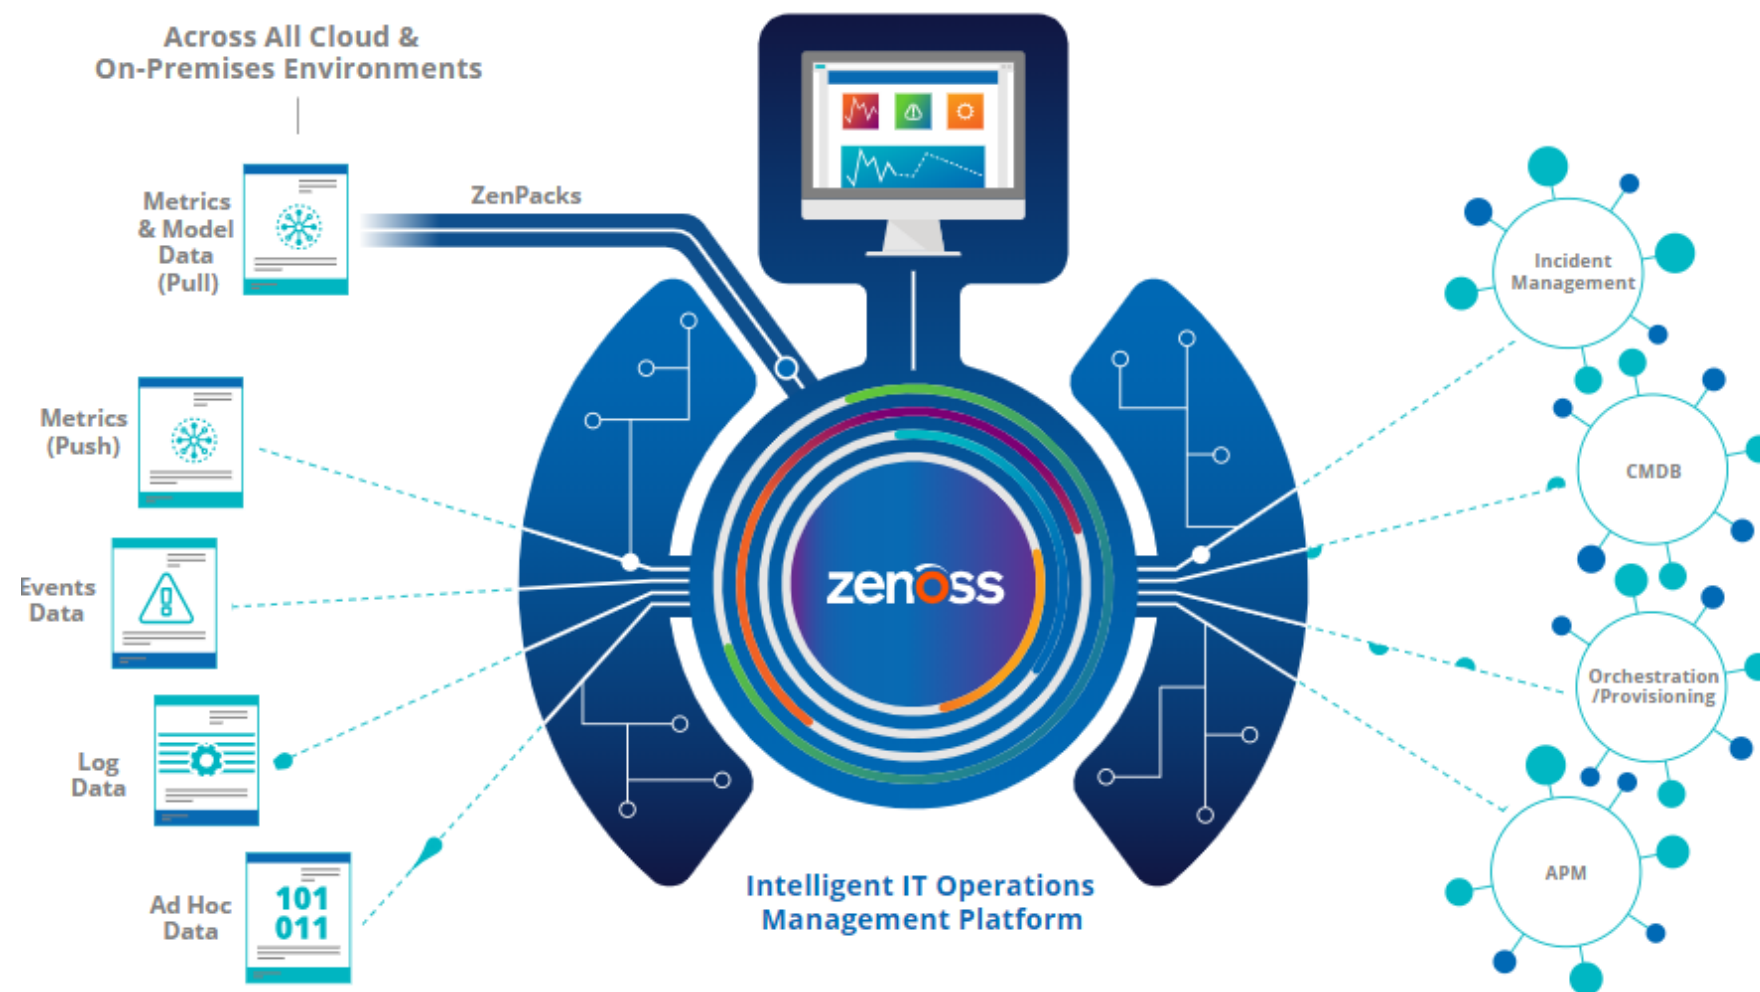 Across All Cloud &
On-Premises Environments
ZenPacks
Metrics
& Model
Data
(Pull)
Metrics
(Push)
Events
Data
Log
Data
Ad Hoc
Data
101
011
zenoss
Intelligent IT Operations
Management Platform
Incident
Management
CMDB
Orchestration
/Provisioning
APM